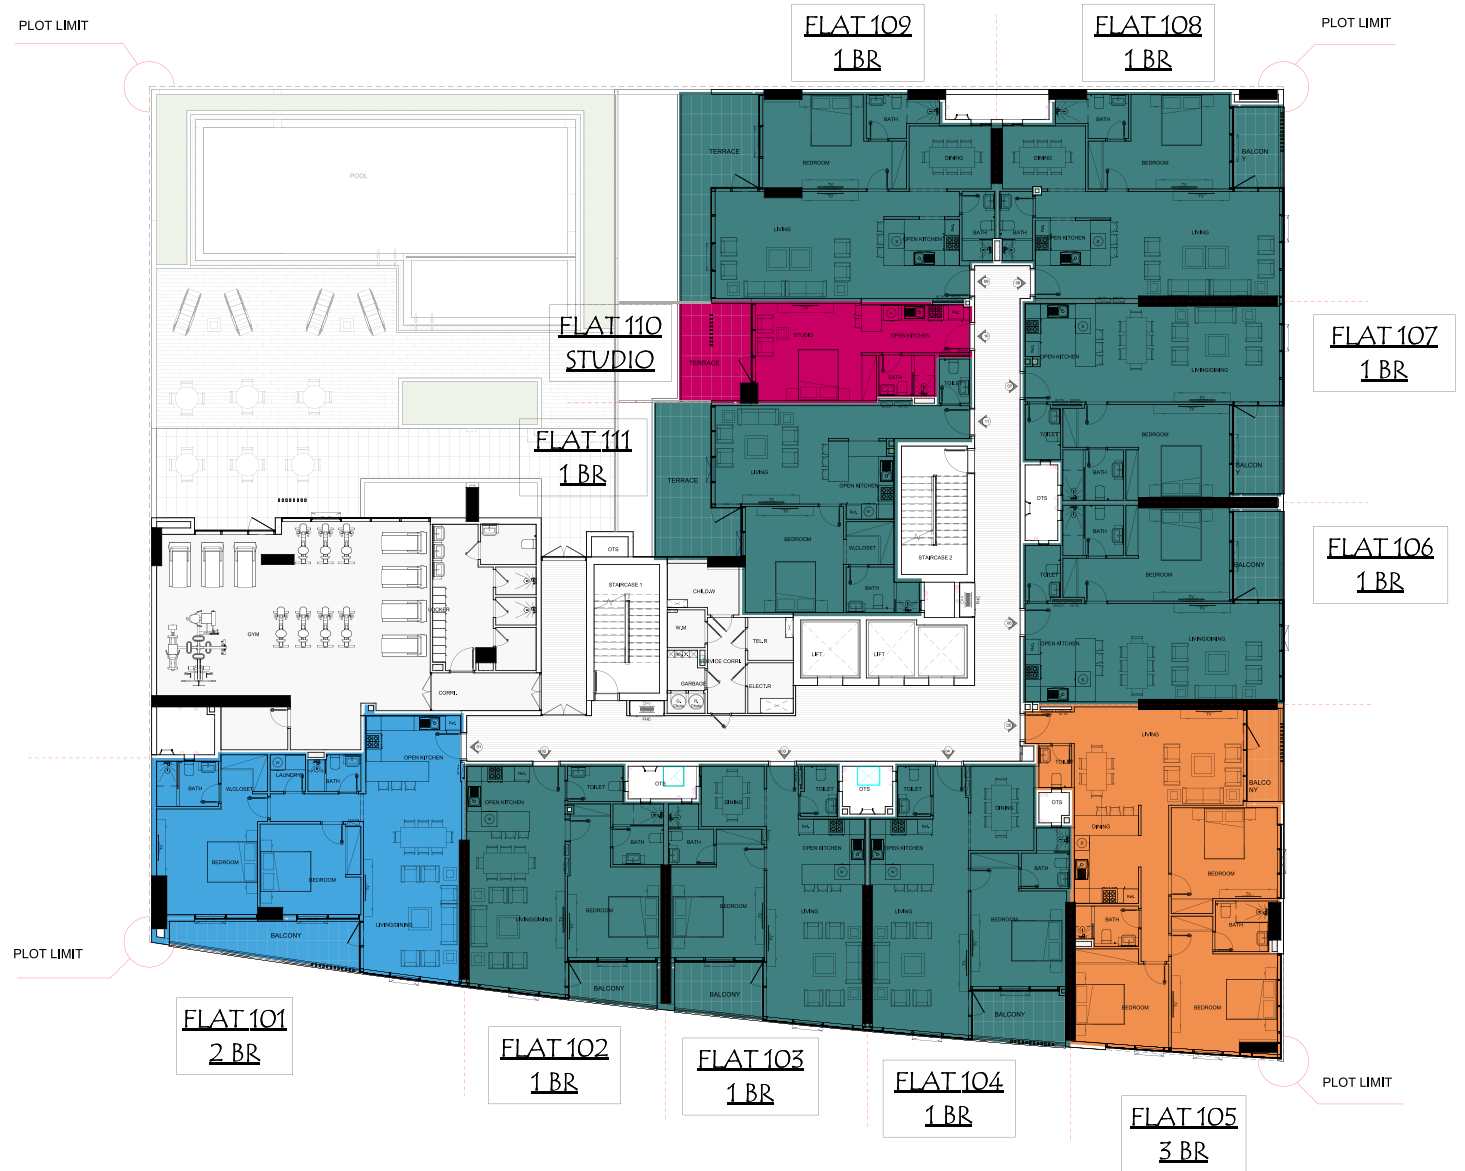 PLOT LIMIT
FLAT 109
1 BR
FLAT 108
1 BR
PLOT LIMIT
POOL
TERRACE
BEDROOM
BATH
DINING
DINING
BATH
BEDROOM
BALCON
Y
LIVING
OPEN KITCHEN
BATH
BATH
OPEN KITCHEN
LIVING
FLAT 110
STUDIO
TERRACE
STUDIO
OPEN KITCHEN
BATH
TOILET
OPEN KITCHEN
LIVING/DINING
FLAT 107
1 BR
FLAT 111
1 BR
TERRACE
LIVING
OPEN KITCHEN
TOILET
BEDROOM
BATH
BALCON
Y
OTS
STAIRCASE 2
BEDROOM
W.CLOSET
BATH
FLAT 106
1 BR
BATH
TOILET
BEDROOM
BALCONY
OPEN KITCHEN
LIVING/DINING
OTS
STAIRCASE 1
CHILD.W
W.M
TEL.R
SERVICE CORRI.
GARBAGE
ELECT.R
LIFT
LIFT
FHC
FHC
LOCKER
GYM
CORRI.
OPEN KITCHEN
BATH
W.CLOSET
LAUNDRY
BATH
BEDROOM
BEDROOM
LIVING/DINING
BALCONY
OPEN KITCHEN
TOILET
OTS
BATH
LIVING/DINING
BEDROOM
BALCONY
DINING
TOILET
BATH
OPEN KITCHEN
BEDROOM
LIVING
BALCONY
OTS
TOILET
DINING
OPEN KITCHEN
BATH
LIVING
BEDROOM
BALCONY
LIVING
TOILET
BALCO
NY
OTS
DINING
BEDROOM
BATH
BATH
BEDROOM
BEDROOM
PLOT LIMIT
FLAT 101
2 BR
FLAT 102
1 BR
FLAT 103
1 BR
FLAT 104
1 BR
FLAT 105
3 BR
PLOT LIMIT